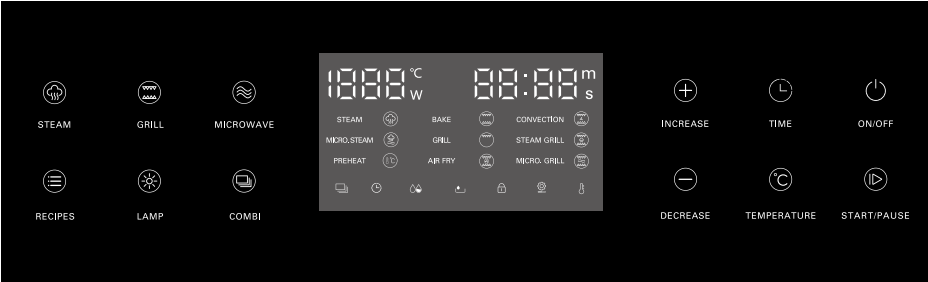 1888 °C
W
88:88 m
s
STEAM
GRILL
MICROWAVE
RECIPES
LAMP
COMBI
STEAM
BAKE
CONVECTION
MICRO.STEAM
GRILL
STEAM GRILL
PREHEAT
°C
AIR FRY
MICRO. GRILL
INCREASE
TIME
ON/OFF
DECREASE
°C
TEMPERATURE
START/PAUSE